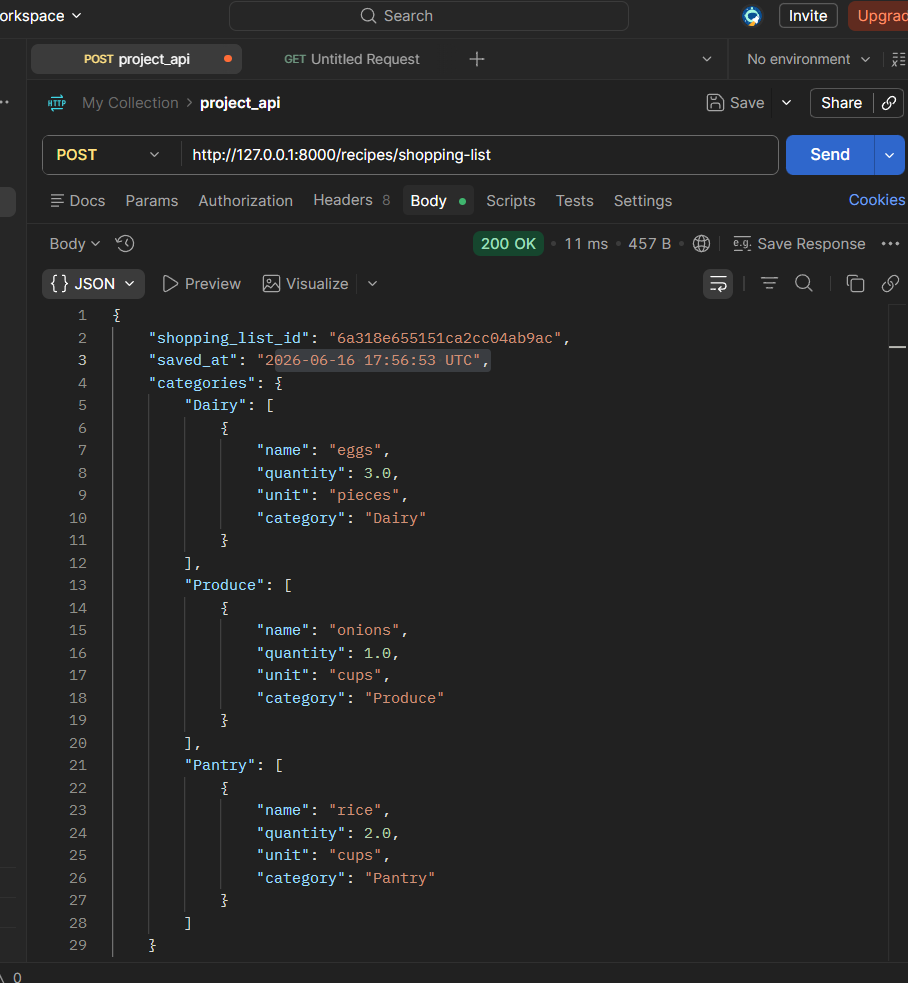 orkspace
Search
Invite
Upgrad
POST project_api
GET Untitled Request
No environment
HTTP My Collection > project_api
Save
Share
POST
http://127.0.0.1:8000/recipes/shopping-list
Send
Docs Params Authorization Headers 8 Body Scripts Tests Settings Cookies
Body 200 OK • 11 ms • 457 B • e.g. Save Response
{} JSON Preview Visualize
1 {
2 "shopping_list_id": "6a318e655151ca2cc04ab9ac",
3 "saved_at": "2026-06-16 17:56:53 UTC",
4 "categories": {
5 "Dairy": [
6 {
7 "name": "eggs",
8 "quantity": 3.0,
9 "unit": "pieces",
10 "category": "Dairy"
11 }
12 ],
13 "Produce": [
14 {
15 "name": "onions",
16 "quantity": 1.0,
17 "unit": "cups",
18 "category": "Produce"
19 }
20 ],
21 "Pantry": [
22 {
23 "name": "rice",
24 "quantity": 2.0,
25 "unit": "cups",
26 "category": "Pantry"
27 }
28 ]
29 }
0